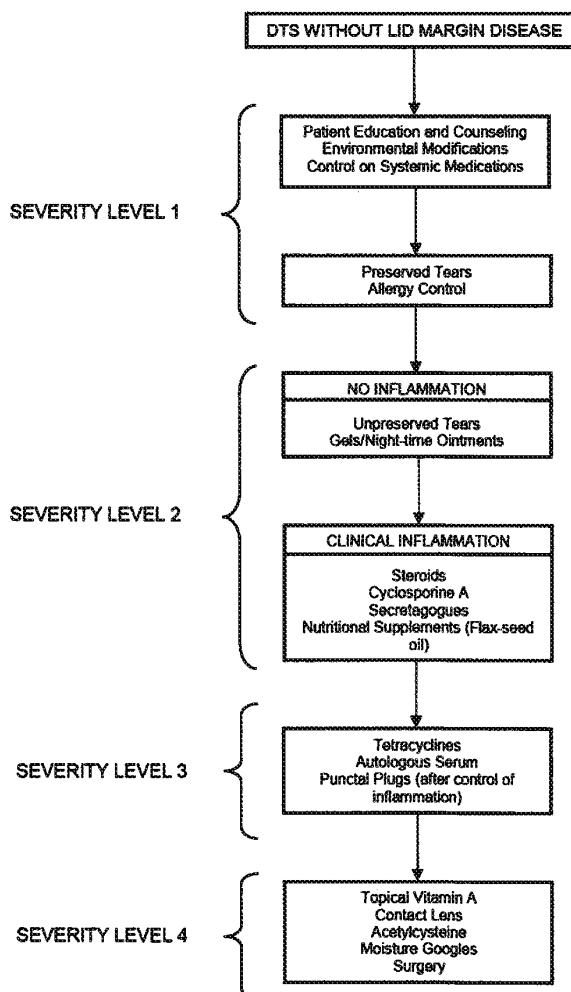 DTS WITHOUT LID MARGIN DISEASE
SEVERITY LEVEL 1
Patient Education and Counseling
Environmental Modifications
Control on Systemic Medications
Preserved Tears
Allergy Control
SEVERITY LEVEL 2
NO INFLAMMATION
Unpreserved Tears
Gels/Night-time Ointments
CLINICAL INFLAMMATION
Steroids
Cyclosporine A
Secretagogues
Nutritional Supplements (Flax-seed
oil)
SEVERITY LEVEL 3
Tetracyclines
Autologous Serum
Punctal Plugs (after control of
inflammation)
SEVERITY LEVEL 4
Topical Vitamin A
Contact Lens
Acetylcysteine
Moisture Googles
Surgery